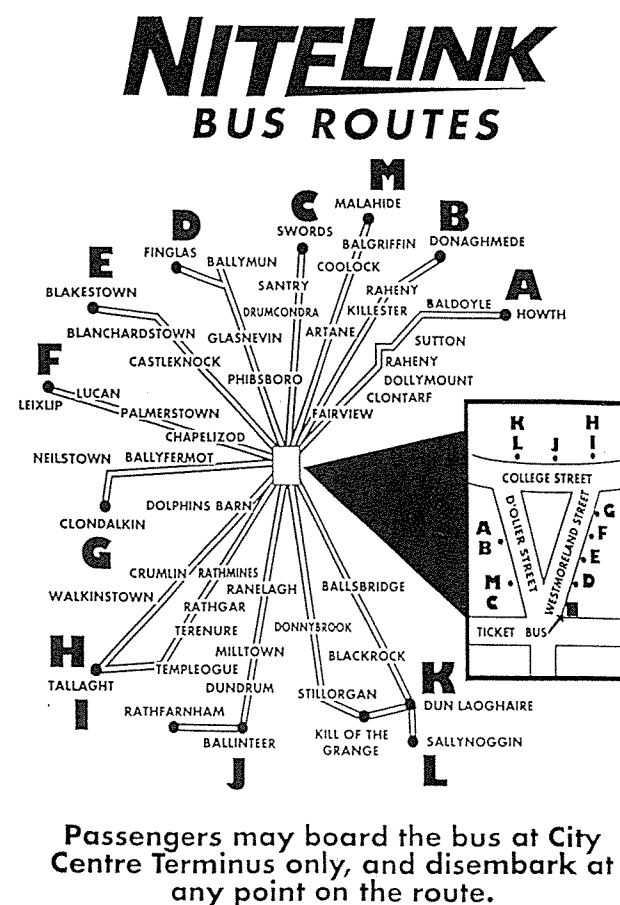 NITELINK
BUS ROUTES
M
MALAHIDE
C
SWORDS
B
DONAGHMEDE
D
FINGLAS
BALLYMUN
BALGRIFFIN
COOLOCK
E
BLAKESTOWN
SANTRY
RAHENY
A
HOWTH
BALDOYLE
DRUMCONDRA
KILLESTER
BLANCHARDSTOWN
GLASNEVIN
ARTANE
SUTTON
CASTLEKNOCK
RAHENY
F
LEIXLIP
LUCAN
PHIBSBORO
DOLLYMOUNT
CLONTARF
PALMERSTOWN
FAIRVIEW
CHAPELIZOD
NEILSTOWN
BALLYFERMOT
CLONDALKIN
G
DOLPHINS BARN
CRUMLIN
RATHMINES
RANELAGH
BALLSBRIDGE
WALKINSTOWN
RATHGAR
TERENURE
DONNYBROOK
H
TALLAGHT
I
MILLTOWN
BLACKROCK
TEMPLEOGUE
DUNDRUM
STILLORGAN
K
DUN LAOGHAIRE
RATHFARNHAM
BALLINTEER
J
KILL OF THE
GRANGE
SALLYNOGGIN
L
K
L
J
H
I
COLLEGE STREET
D'OLIER STREET
WESTMORELAND STREET
A
B
M
C
G
F
E
D
TICKET BUS
Passengers may board the bus at City
Centre Terminus only, and disembark at
any point on the route.